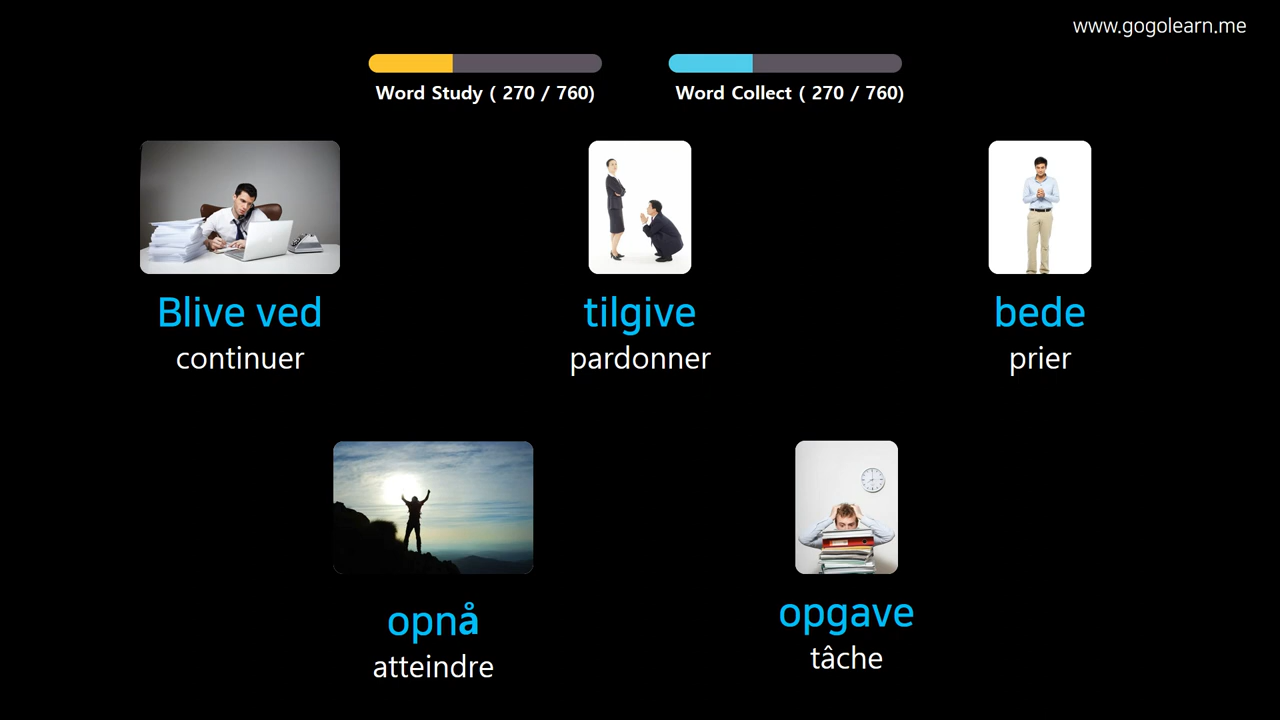 www.gogolearn.me
Word Study ( 270 / 760)
Word Collect ( 270 / 760)
Blive ved
continuer
tilgive
pardonner
bede
prier
opnå
atteindre
opgave
tâche